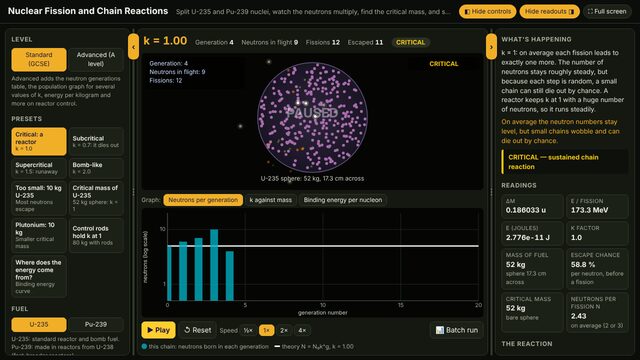 Nuclear Fission and Chain Reactions
Split U-235 and Pu-239 nuclei, watch the neutrons multiply, find the critical mass, and s...
Hide controls
Hide readouts
Full screen
LEVEL
Standard (GCSE)
Advanced (A level)
Advanced adds the neutron generations table, the population graph for several values of k, energy per kilogram and more on reactor control.
PRESETS
Critical: a reactor
k = 1.0
Subcritical
k = 0.7: it dies out
Supercritical
k = 1.5: runaway
Bomb-like
k = 2.0
Too small: 10 kg U-235
Most neutrons escape
Critical mass of U-235
52 kg sphere: k = 1
Plutonium: 10 kg
Smaller critical mass
Control rods hold k at 1
80 kg with rods
Where does the energy come from?
Binding energy curve
FUEL
U-235
Pu-239
U-235: standard reactor and bomb fuel.
Pu-239: made in reactors from U-238
k = 1.00
Generation 4
Neutrons in flight 9
Fissions 12
Escaped 11
CRITICAL
Generation: 4
Neutrons in flight: 9
Fissions: 12
CRITICAL
PAUSED
U-235 sphere: 52 kg, 17.3 cm across
Graph:
Neutrons per generation
k against mass
Binding energy per nucleon
neutrons (log scale)
10
1
0
5
10
15
20
generation number
Play
Reset
Speed
½×
1×
2×
4×
Batch run
this chain: neutrons born in each generation
theory N = N₀k^g, k = 1.00
WHAT'S HAPPENING
k = 1: on average each fission leads to exactly one more. The number of neutrons stays roughly steady, but because each step is random, a small chain can still die out by chance. A reactor keeps k at 1 with a huge number of neutrons, so it runs steadily.
On average the neutron numbers stay level, but small chains wobble and can die out by chance.
CRITICAL — sustained chain reaction
READINGS
ΔM
0.186033 u
E / FISSION
173.3 MeV
E (JOULES)
2.776e-11 J
K FACTOR
1.0
MASS OF FUEL
52 kg
sphere 17.3 cm across
ESCAPE CHANCE
58.8 %
per neutron, before a fission
CRITICAL MASS
52 kg
bare sphere
NEUTRONS PER FISSION N
2.43
on average (2 or 3)
THE REACTION